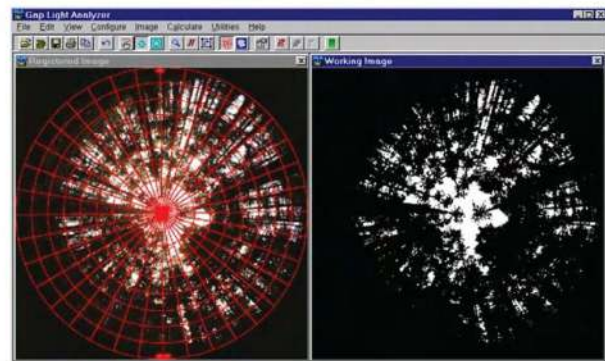 Gap Light Analyzer
File Edit View Configure Image Calculate Utilities Help
Registered Image
Working Image